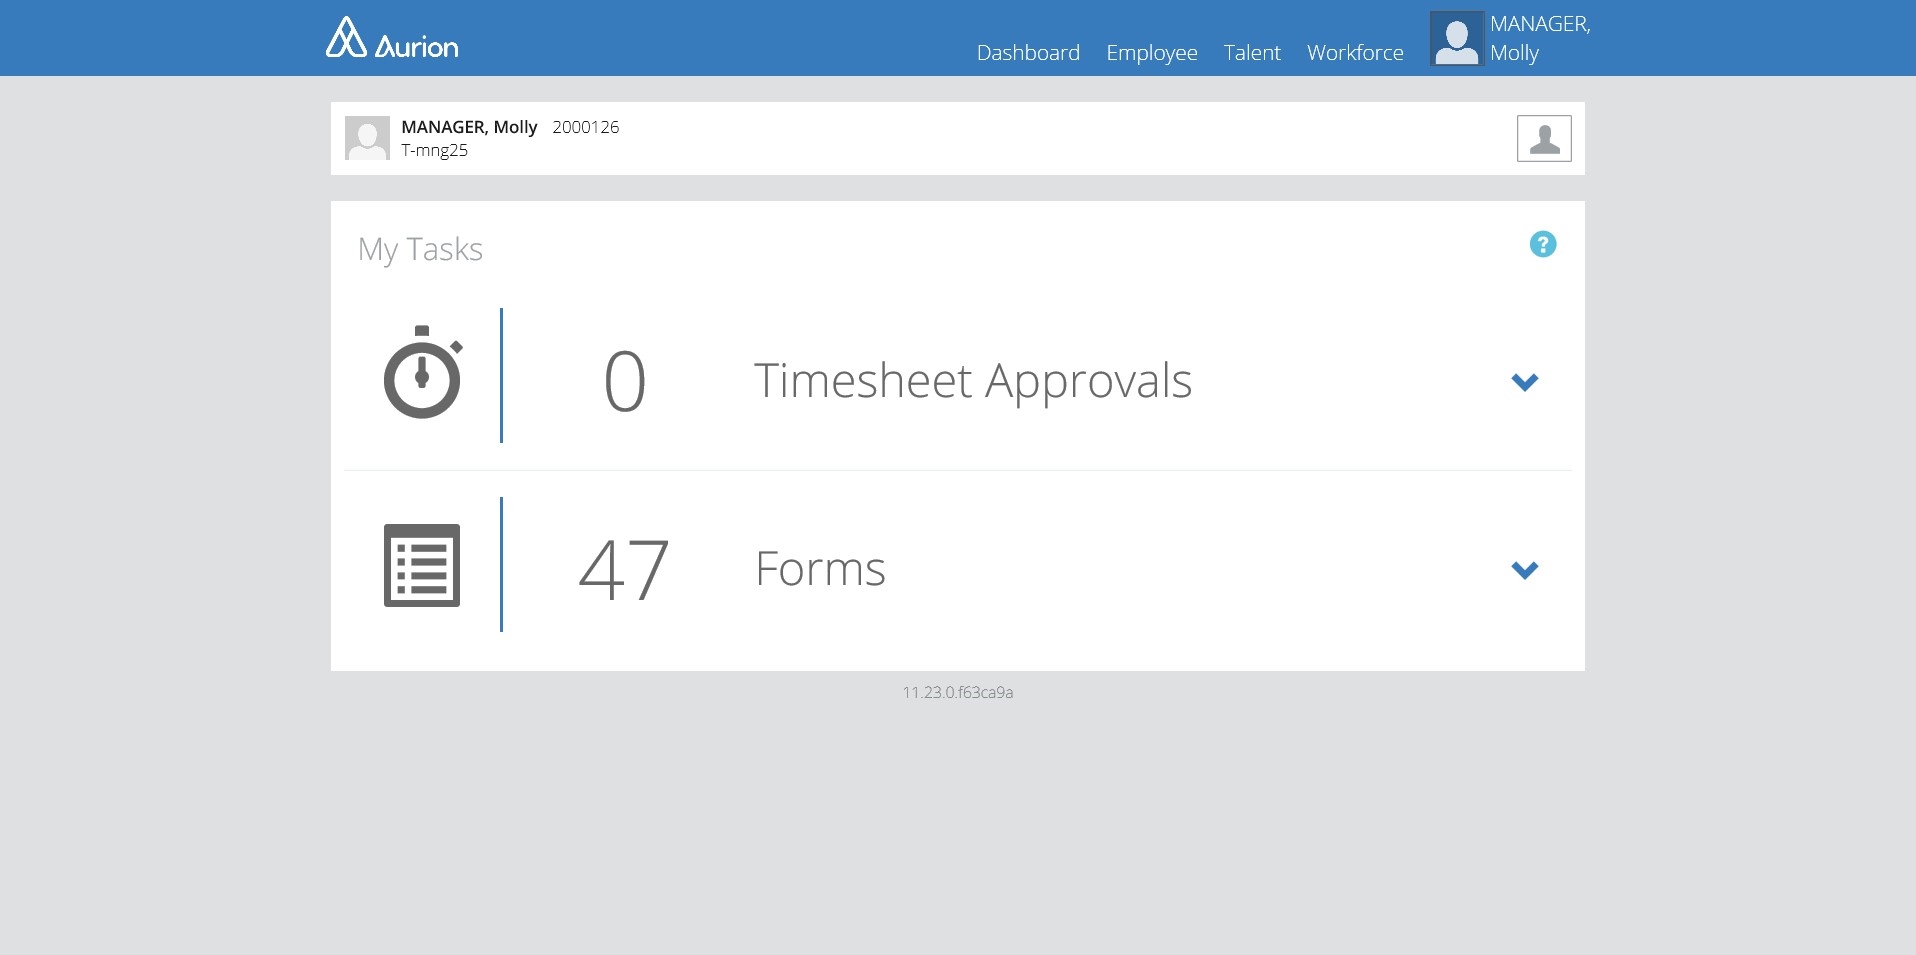 Aurion
Dashboard Employee Talent Workforce
MANAGER,
Molly
MANAGER, Molly 2000126
T-mng25
My Tasks
?
0 Timesheet Approvals
47 Forms
11.23.0.f63ca9a